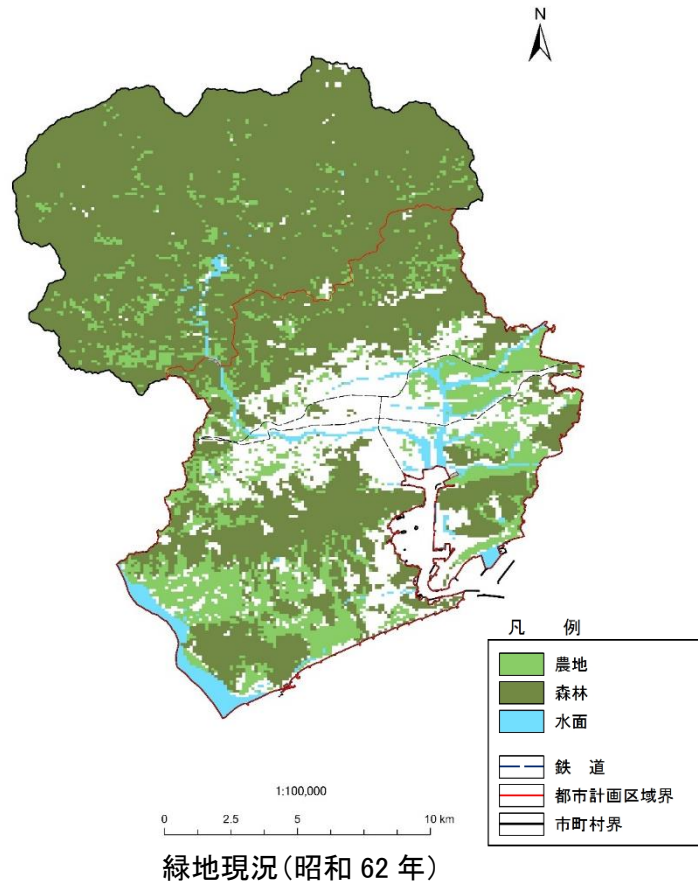 N
凡 例
農地
森林
水面
鉄 道
都市計画区域界
市町村界
1:100,000
0 2.5 5 10 km
緑地現況(昭和 62 年)